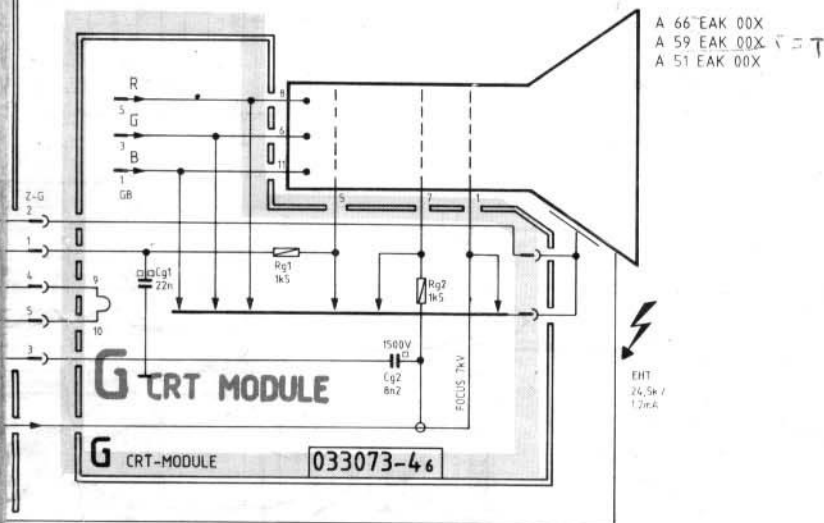 A 66 EAK 00X
A 59 EAK 00X
A 51 EAK 00X
R
5
8
G
3
6
B
1
11
GB
Z-G
2
5
7
1
1
Rg1
1k5
Cg1
22n
Rg2
1k5
4
9
5
10
3
1500V
Cg2
8n2
FOCUS 7kV
G CRT MODULE
EHT
G CRT-MODULE
033073-46